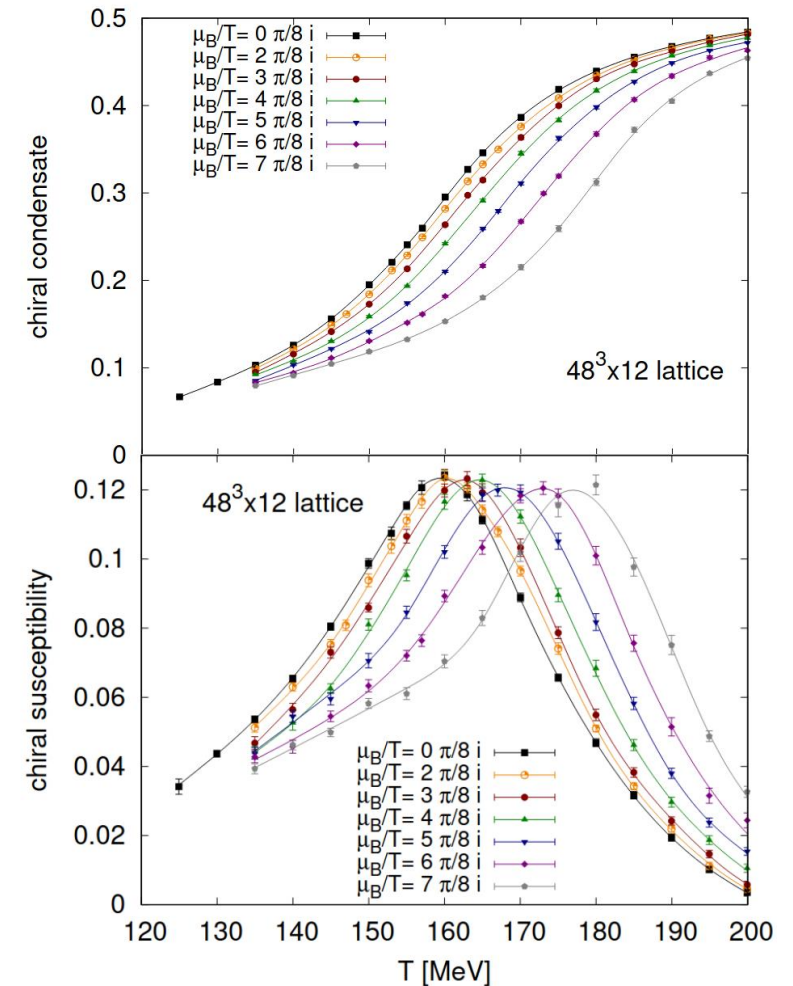 0.5
μB/T= 0 π/8 i
μB/T= 2 π/8 i
μB/T= 3 π/8 i
μB/T= 4 π/8 i
μB/T= 5 π/8 i
μB/T= 6 π/8 i
μB/T= 7 π/8 i
0.4
0.3
0.2
0.1
0
chiral condensate
48³x12 lattice
0.12
0.1
0.08
0.06
0.04
0.02
0
chiral susceptibility
48³x12 lattice
μB/T= 0 π/8 i
μB/T= 2 π/8 i
μB/T= 3 π/8 i
μB/T= 4 π/8 i
μB/T= 5 π/8 i
μB/T= 6 π/8 i
μB/T= 7 π/8 i
120 130 140 150 160 170 180 190 200
T [MeV]